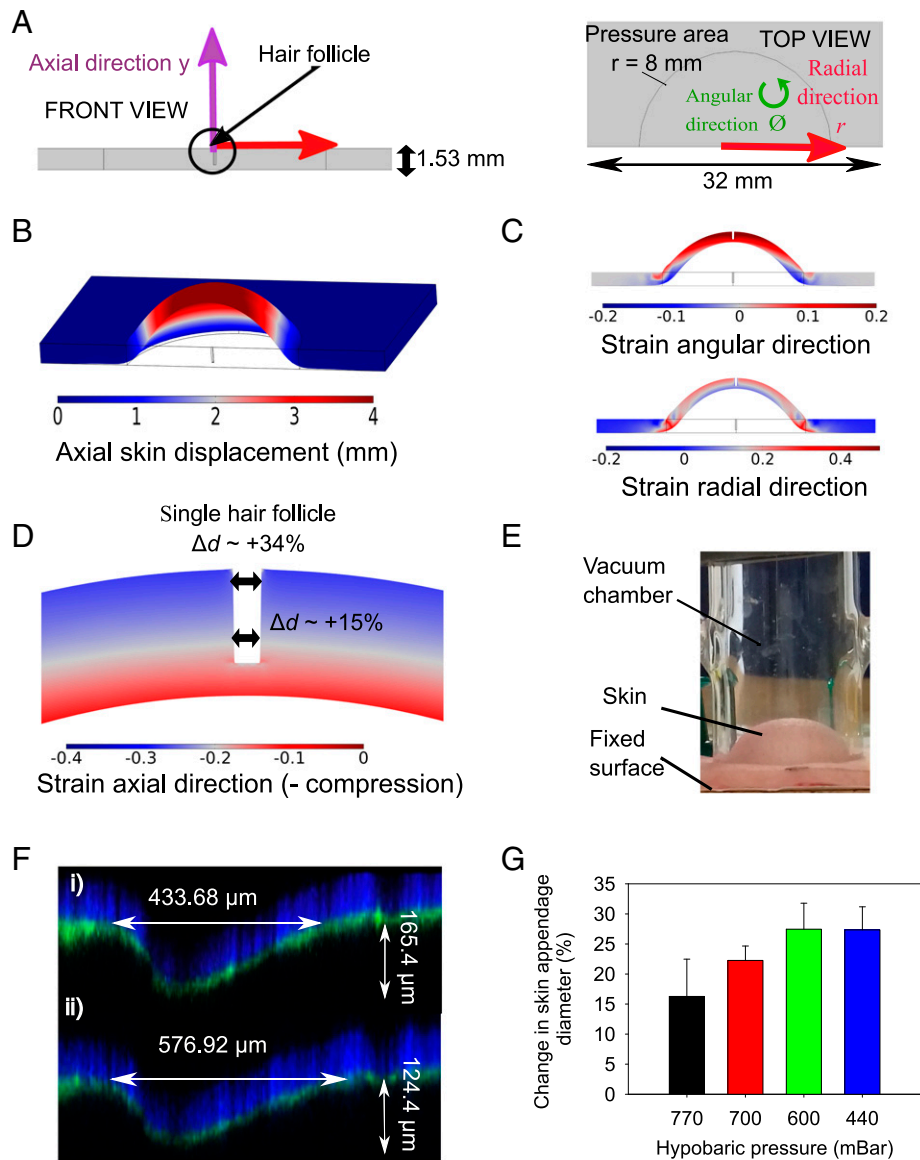 A
Axial direction y
Hair follicle
FRONT VIEW
1.53 mm
Pressure area
r = 8 mm
TOP VIEW
Radial
direction
r
Angular
direction Ø
32 mm
B
0 1 2 3 4
Axial skin displacement (mm)
C
-0.2 -0.1 0 0.1 0.2
Strain angular direction
-0.2 0 0.2 0.4
Strain radial direction
D
Single hair follicle
Δd ~ +34%
Δd ~ +15%
-0.4 -0.3 -0.2 -0.1 0
Strain axial direction (- compression)
E
Vacuum
chamber
Skin
Fixed
surface
F
i)
433.68 µm
165.4 µm
ii)
576.92 µm
124.4 µm
G
Change in skin appendage
diameter (%)
35
30
25
20
15
10
5
0
770 700 600 440
Hypobaric pressure (mBar)